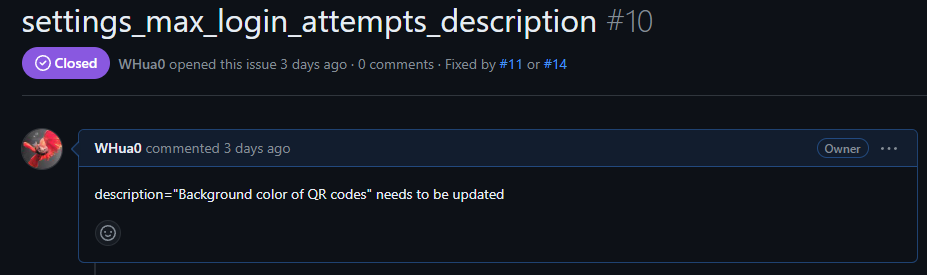 settings_max_login_attempts_description #10
Closed WHua0 opened this issue 3 days ago · 0 comments · Fixed by #11 or #14
WHua0 commented 3 days ago Owner ...
description="Background color of QR codes" needs to be updated